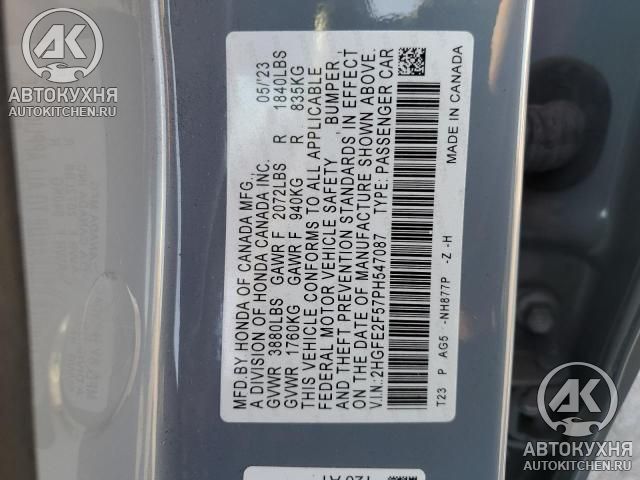 MFD.BY HONDA OF CANADA MFG., 05/23
A DIVISION OF HONDA CANADA INC.
GVWR 3880LBS GAWR F 2072LBS R 1840LBS
GVWR 1760KG GAWR F 940KG R 835KG
THIS VEHICLE CONFORMS TO ALL APPLICABLE
FEDERAL MOTOR VEHICLE SAFETY , BUMPER ,
AND THEFT PREVENTION STANDARDS IN EFFECT
ON THE DATE OF MANUFACTURE SHOWN ABOVE.
V.I.N:2HGFE2F57PH547087 TYPE:PASSENGER CAR
T23 P AG5 -NH877P -Z -H
MADE IN CANADA
AK
АВТОКУХНЯ
AUTOKITCHEN.RU
AK
АВТОКУХНЯ
AUTOKITCHEN.RU